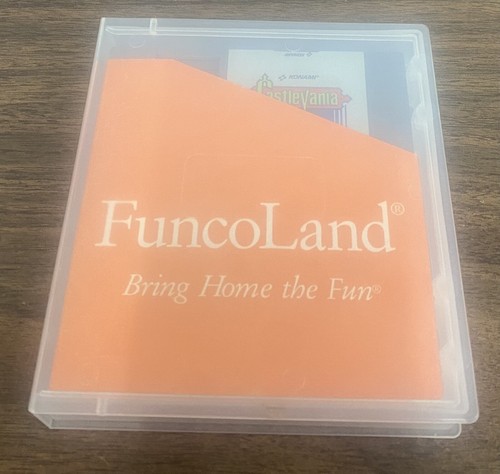 KONAMI®
Castlevania
FuncoLand®
Bring Home the Fun®